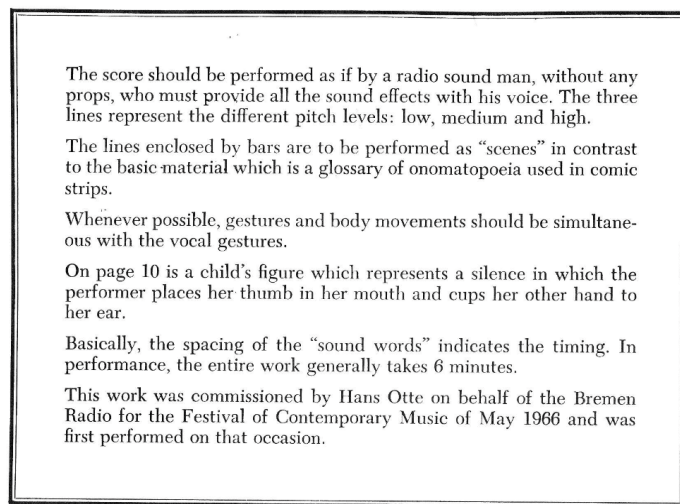 The score should be performed as if by a radio sound man, without any
props, who must provide all the sound effects with his voice. The three
lines represent the different pitch levels: low, medium and high.
The lines enclosed by bars are to be performed as “scenes” in contrast
to the basic material which is a glossary of onomatopoeia used in comic
strips.
Whenever possible, gestures and body movements should be simultane-
ous with the vocal gestures.
On page 10 is a child’s figure which represents a silence in which the
performer places her thumb in her mouth and cups her other hand to
her ear.
Basically, the spacing of the “sound words” indicates the timing. In
performance, the entire work generally takes 6 minutes.
This work was commissioned by Hans Otte on behalf of the Bremen
Radio for the Festival of Contemporary Music of May 1966 and was
first performed on that occasion.